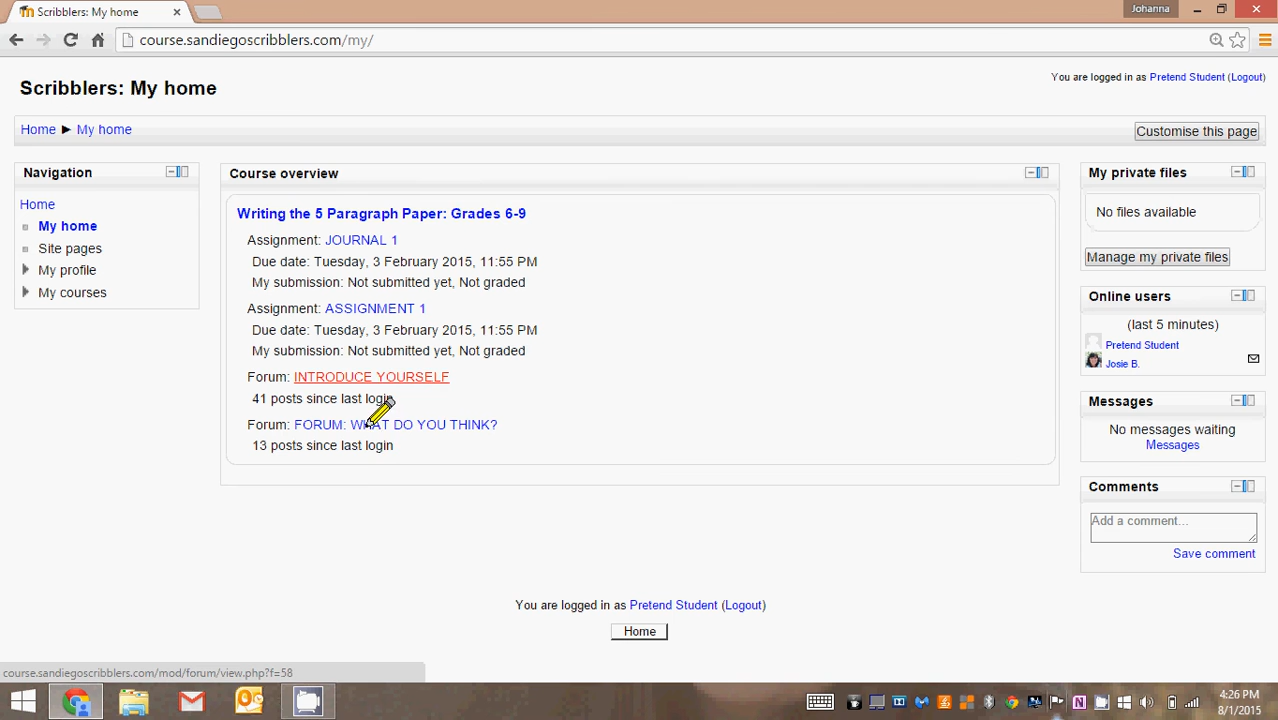 Scribblers: My home
Johanna
course.sandiegoscribblers.com/my/
Scribblers: My home
You are logged in as Pretend Student (Logout)
Home ► My home
Customise this page
Navigation
Home
My home
Site pages
My profile
My courses
Course overview
Writing the 5 Paragraph Paper: Grades 6-9
Assignment: JOURNAL 1
Due date: Tuesday, 3 February 2015, 11:55 PM
My submission: Not submitted yet, Not graded
Assignment: ASSIGNMENT 1
Due date: Tuesday, 3 February 2015, 11:55 PM
My submission: Not submitted yet, Not graded
Forum: INTRODUCE YOURSELF
41 posts since last login
Forum: FORUM: WHAT DO YOU THINK?
13 posts since last login
My private files
No files available
Manage my private files
Online users
(last 5 minutes)
Pretend Student
Josie B.
Messages
No messages waiting
Messages
Comments
Add a comment...
Save comment
You are logged in as Pretend Student (Logout)
Home
course.sandiegoscribblers.com/mod/forum/view.php?f=58
4:26 PM
8/1/2015